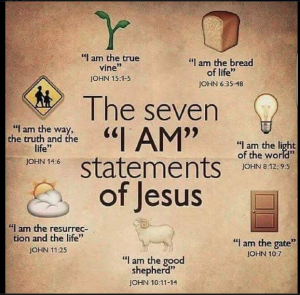 "I am the true
vine"
JOHN 15:1-5
"I am the bread
of life"
JOHN 6:35-48
The seven
"I AM"
statements
of Jesus
"I am the way,
the truth and the
life"
JOHN 14:6
"I am the light
of the world"
JOHN 8:12, 9:5
"I am the resurrec-
tion and the life"
JOHN 11:25
"I am the good
shepherd"
JOHN 10:11-14
"I am the gate"
JOHN 10:7